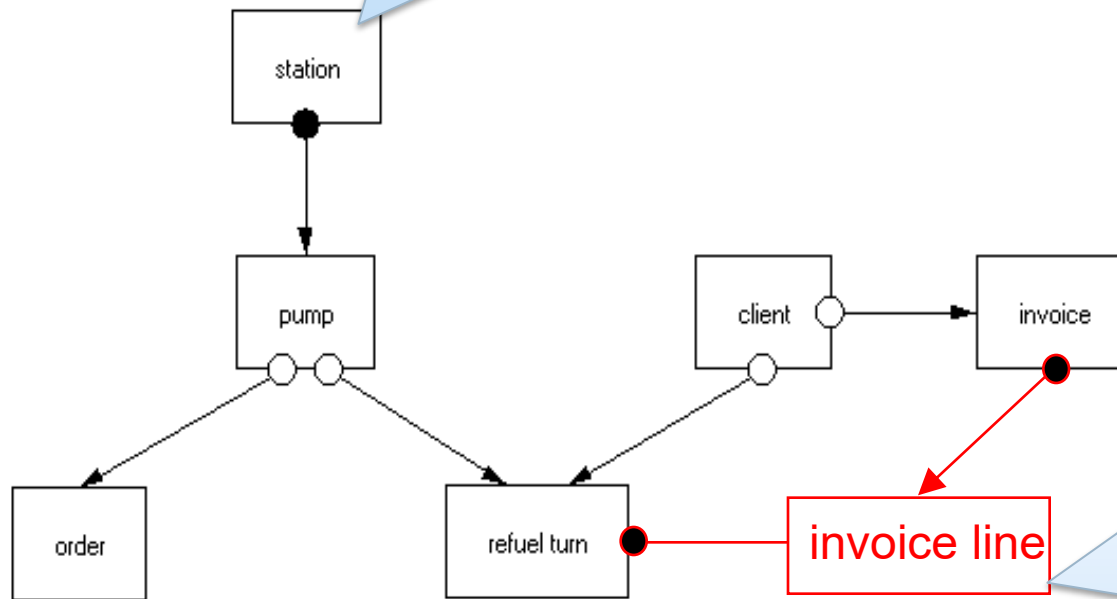 station
pump
client
invoice
order
refuel turn
invoice line